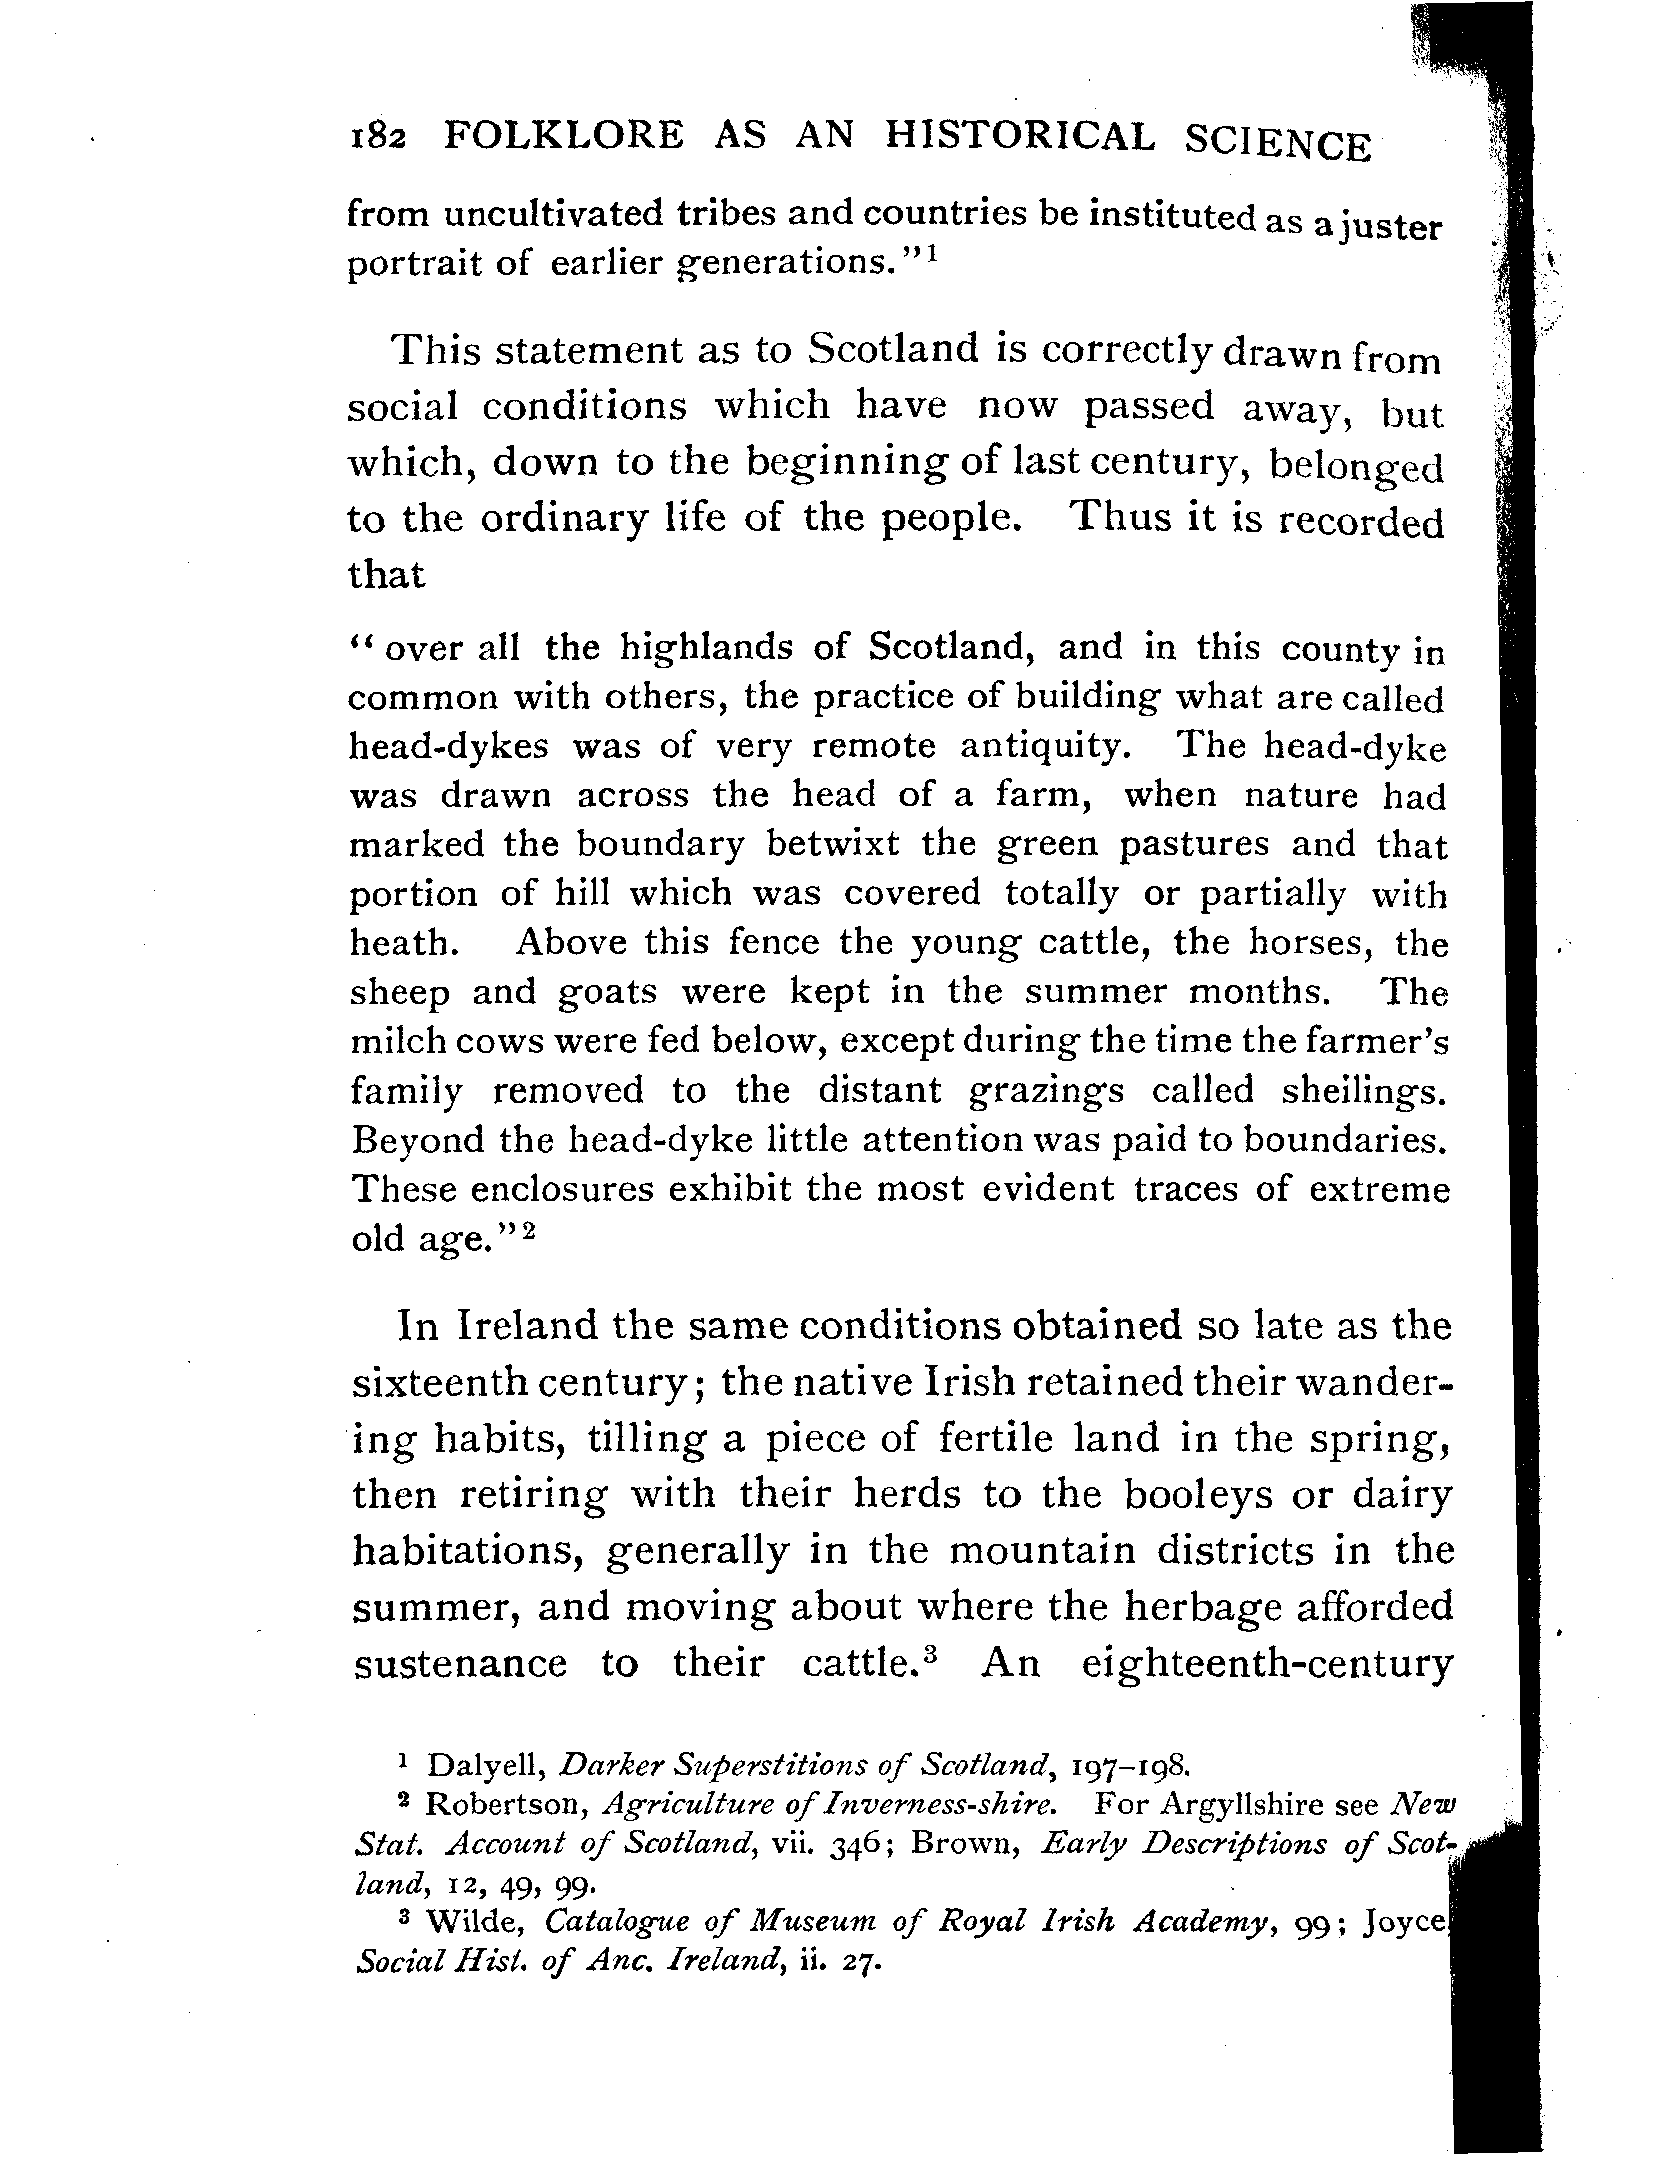 182 FOLKLORE AS AN HISTORICAL SCIENCE
from uncultivated tribes and countries be instituted as a juster
portrait of earlier generations."1
This statement as to Scotland is correctly drawn from
social conditions which have now passed away, but
which, down to the beginning of last century, belonged
to the ordinary life of the people. Thus it is recorded
that
"over all the highlands of Scotland, and in this county in
common with others, the practice of building what are called
head-dykes was of very remote antiquity. The head-dyke
was drawn across the head of a farm, when nature had
marked the boundary betwixt the green pastures and that
portion of hill which was covered totally or partially with
heath. Above this fence the young cattle, the horses, the
sheep and goats were kept in the summer months. The
milch cows were fed below, except during the time the farmer's
family removed to the distant grazings called sheilings.
Beyond the head-dyke little attention was paid to boundaries.
These enclosures exhibit the most evident traces of extreme
old age."2
In Ireland the same conditions obtained so late as the
sixteenth century; the native Irish retained their wander-
ing habits, tilling a piece of fertile land in the spring,
then retiring with their herds to the booleys or dairy
habitations, generally in the mountain districts in the
summer, and moving about where the herbage afforded
sustenance to their cattle.3 An eighteenth-century
1 Dalyell, Darker Superstitions of Scotland, 197–198.
2 Robertson, Agriculture of Inverness-shire. For Argyllshire see New
Stat. Account of Scotland, vii. 346; Brown, Early Descriptions of Scot-
land, 12, 49, 99.
3 Wilde, Catalogue of Museum of Royal Irish Academy, 99; Joyce
Social Hist. of Anc. Ireland, ii. 27.